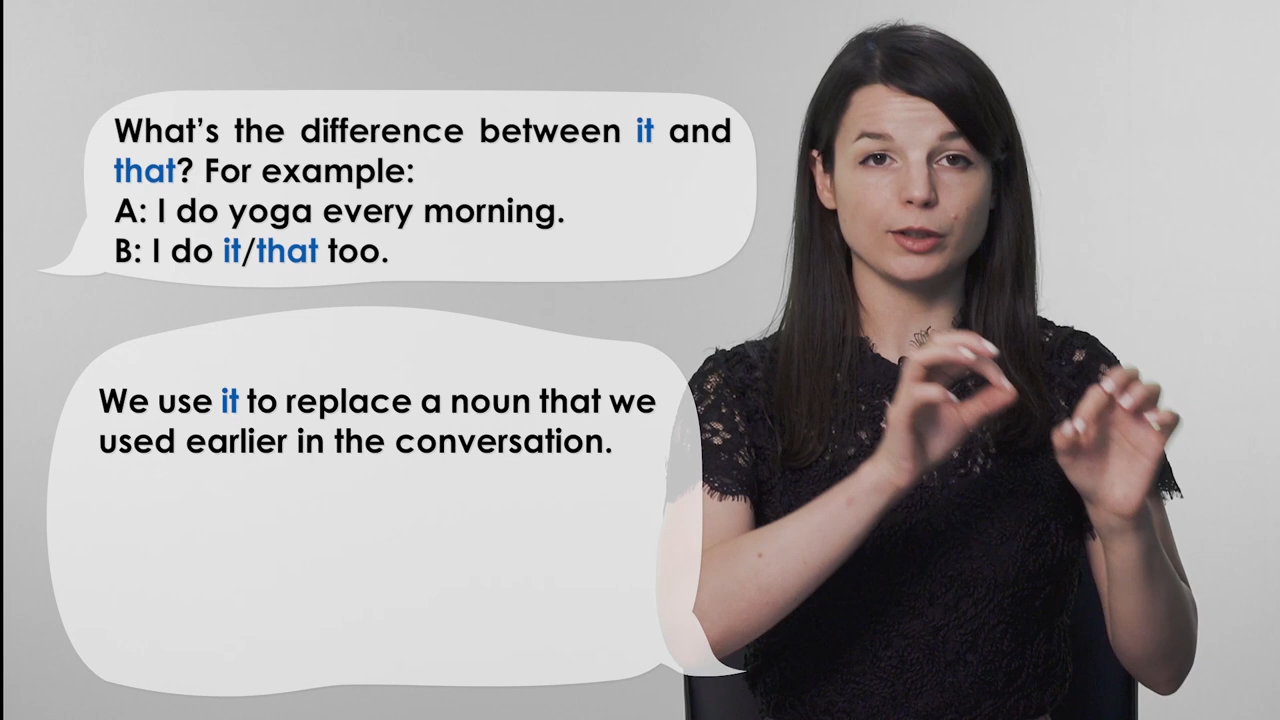 What's the difference between it and
that? For example:
A: I do yoga every morning.
B: I do it/that too.
We use it to replace a noun that we
used earlier in the conversation.